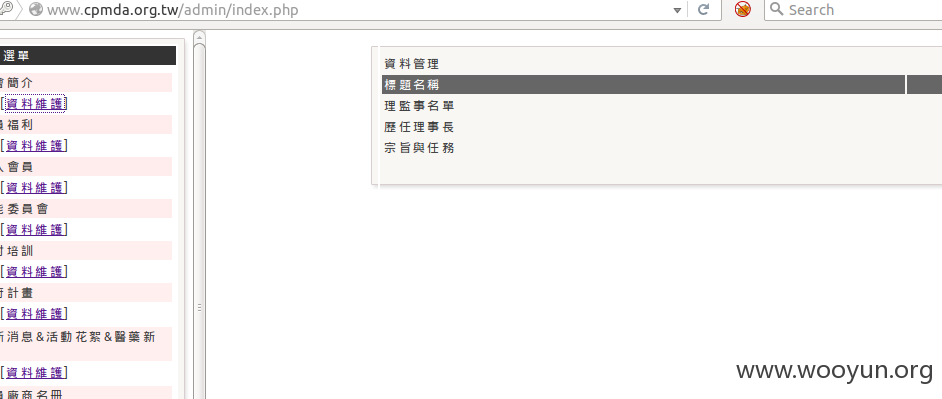 www.cpmda.org.tw/admin/index.php
Search
選單
會簡介
[資料維護]
員福利
[資料維護]
入會員
[資料維護]
能委員會
[資料維護]
討培訓
[資料維護]
[資料維護]
新消息&活動花絮&醫藥新
[資料維護]
員廠商名冊
資料管理
標題名稱
理監事名單
歷任理事長
宗旨與任務
www.wooyun.org